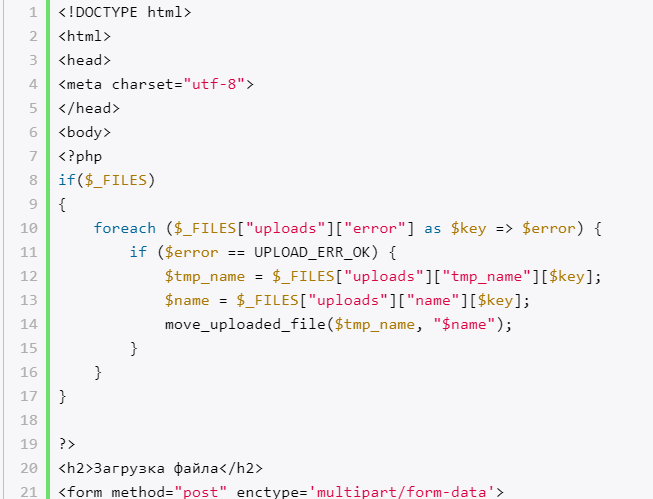 1 <!DOCTYPE html>
2 <html>
3 <head>
4 <meta charset="utf-8">
5 </head>
6 <body>
7 <?php
8 if($_FILES)
9 {
10     foreach ($_FILES["uploads"]["error"] as $key => $error) {
11         if ($error == UPLOAD_ERR_OK) {
12             $tmp_name = $_FILES["uploads"]["tmp_name"][$key];
13             $name = $_FILES["uploads"]["name"][$key];
14             move_uploaded_file($tmp_name, "$name");
15         }
16     }
17 }
18
19 ?>
20 <h2>Загрузка файла</h2>
21 <form method="post" enctype='multipart/form-data'>